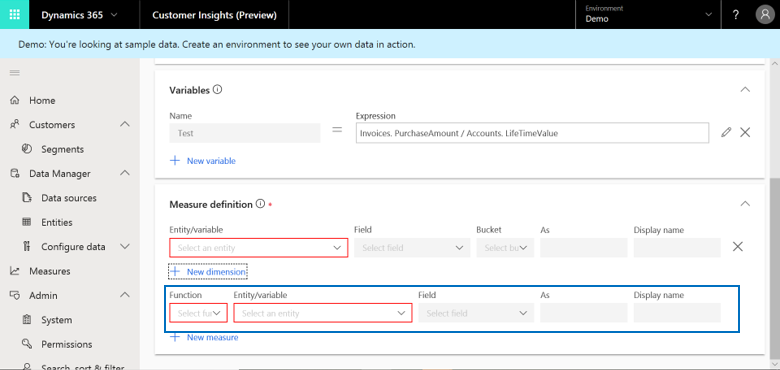 Dynamics 365 Customer Insights (Preview) Environment
Demo ?
Demo: You're looking at sample data. Create an environment to see your own data in action.
Home
Customers
Segments
Data Manager
Data sources
Entities
Configure data
Measures
Admin
System
Permissions
Search, sort & filter
Variables
Name Expression
Test = Invoices. PurchaseAmount / Accounts. LifeTimeValue
+ New variable
Measure definition *
Entity/variable Field Bucket As Display name
Select an entity Select field Select bu
+ New dimension
Function Entity/variable Field As Display name
Select an entity Select field
+ New measure